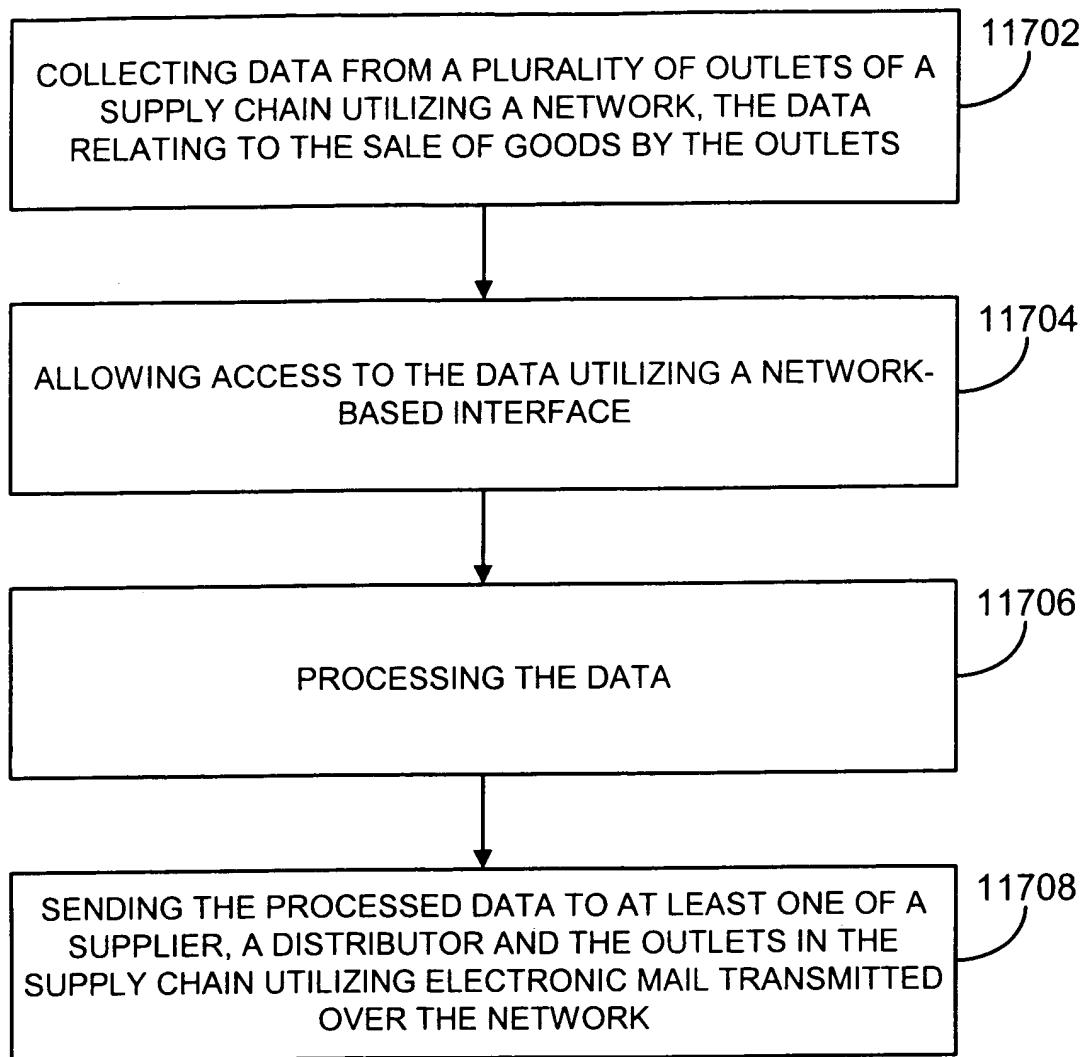 11702
COLLECTING DATA FROM A PLURALITY OF OUTLETS OF A
SUPPLY CHAIN UTILIZING A NETWORK, THE DATA
RELATING TO THE SALE OF GOODS BY THE OUTLETS
11704
ALLOWING ACCESS TO THE DATA UTILIZING A NETWORK-
BASED INTERFACE
11706
PROCESSING THE DATA
11708
SENDING THE PROCESSED DATA TO AT LEAST ONE OF A
SUPPLIER, A DISTRIBUTOR AND THE OUTLETS IN THE
SUPPLY CHAIN UTILIZING ELECTRONIC MAIL TRANSMITTED
OVER THE NETWORK